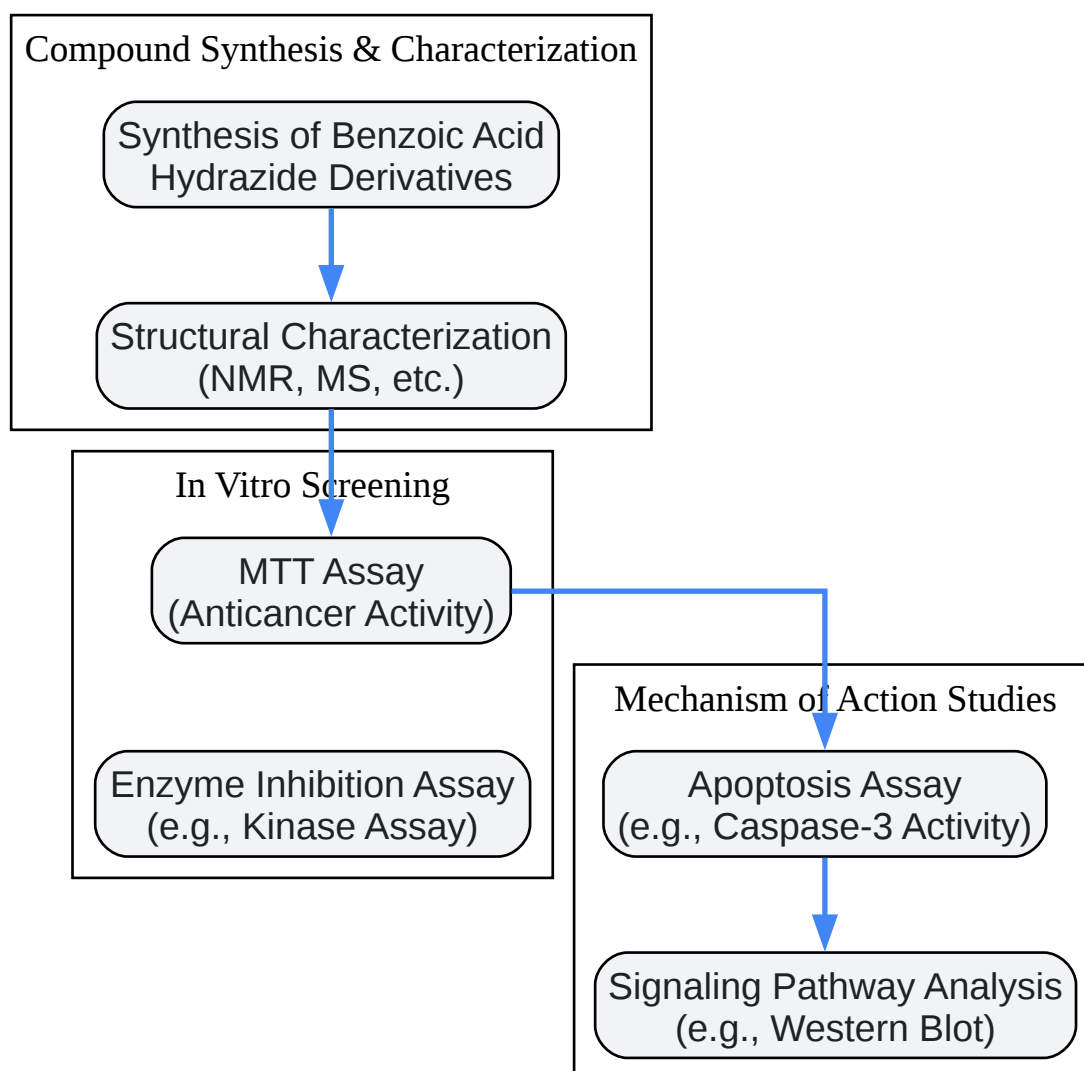 Compound Synthesis & Characterization
Synthesis of Benzoic Acid
Hydrazide Derivatives
Structural Characterization
(NMR, MS, etc.)
In Vitro Screening
MTT Assay
(Anticancer Activity)
Enzyme Inhibition Assay
(e.g., Kinase Assay)
Mechanism of Action Studies
Apoptosis Assay
(e.g., Caspase-3 Activity)
Signaling Pathway Analysis
(e.g., Western Blot)